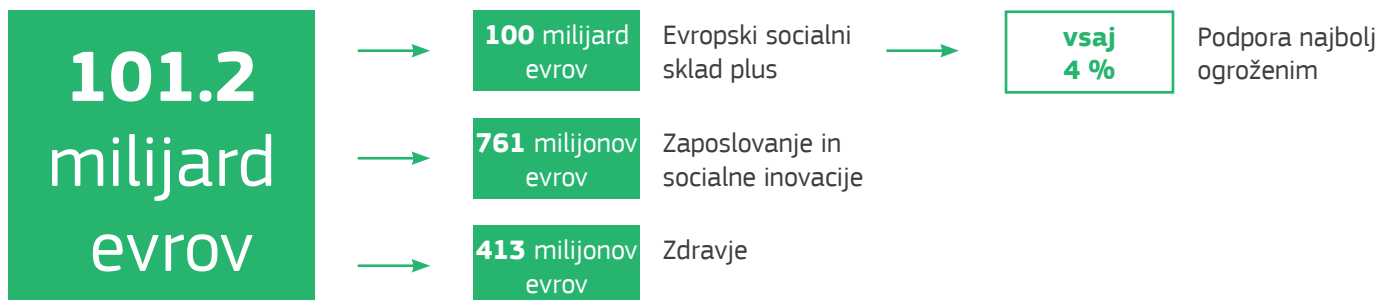 101.2
milijard
evrov
100 milijard
evrov
Evropski socialni
sklad plus
vsaj
4 %
Podpora najbolj
ogroženim
761 milijonov
evrov
Zaposlovanje in
socialne inovacije
413 milijonov
evrov
Zdravje